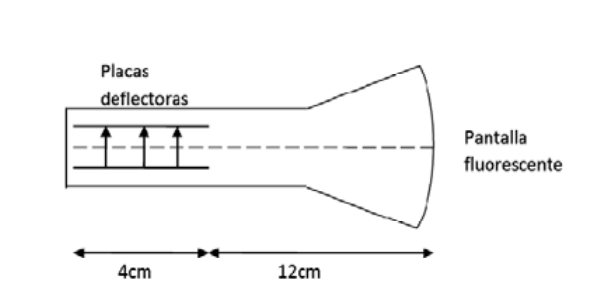 Placas
deflectoras
Pantalla
fluorescente
4cm
12cm